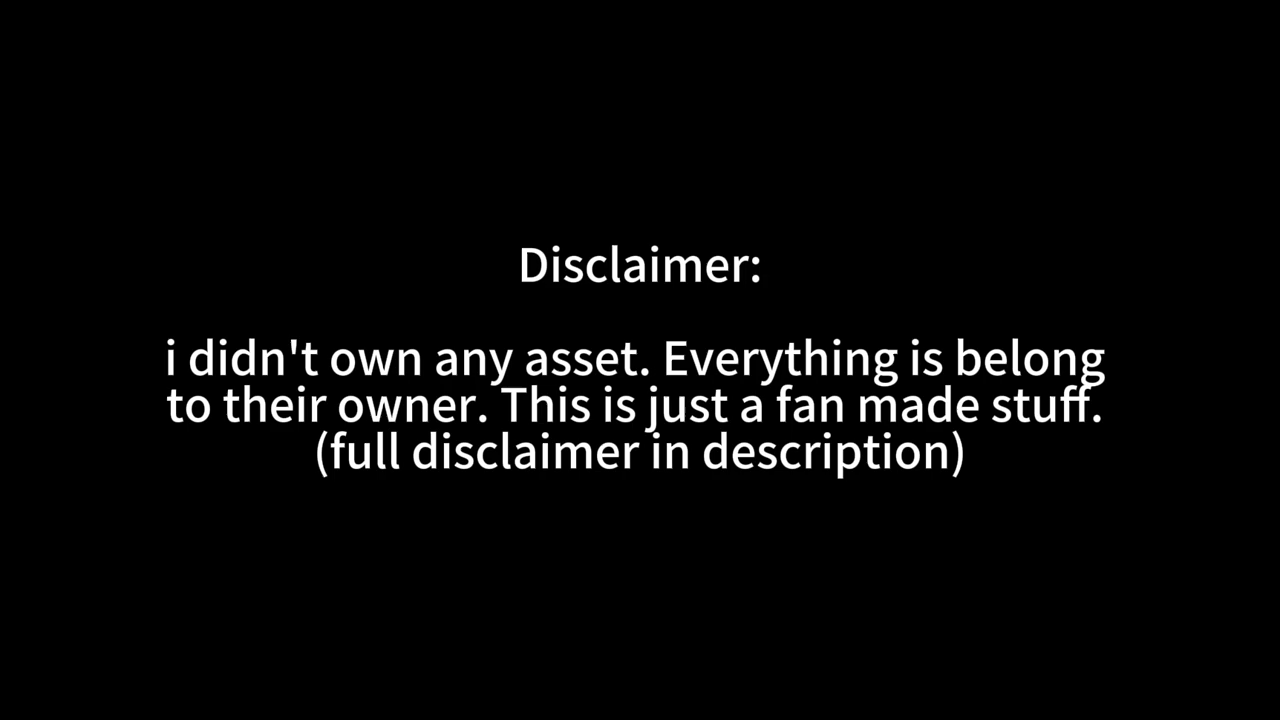 Disclaimer:
i didn't own any asset. Everything is belong
to their owner. This is just a fan made stuff.
(full disclaimer in description)